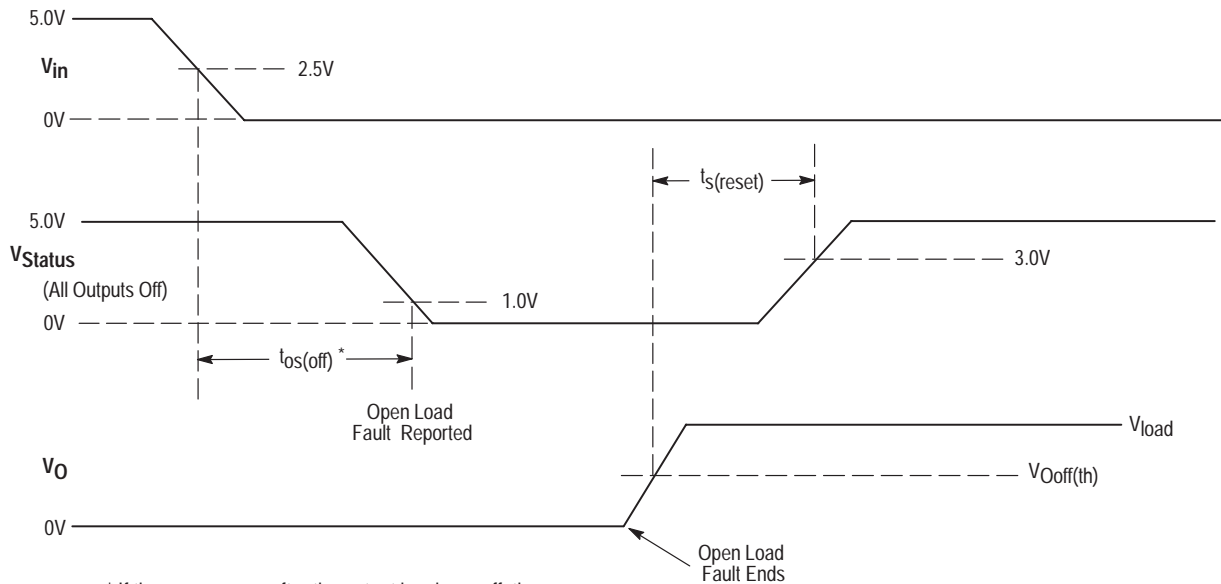 5.0V
Vin
2.5V
0V
ts(reset)
5.0V
VStatus
(All Outputs Off)
3.0V
1.0V
0V
tos(off) *
Open Load
Fault Reported
Vload
VO
VOoff(th)
0V
Open Load
Fault Ends